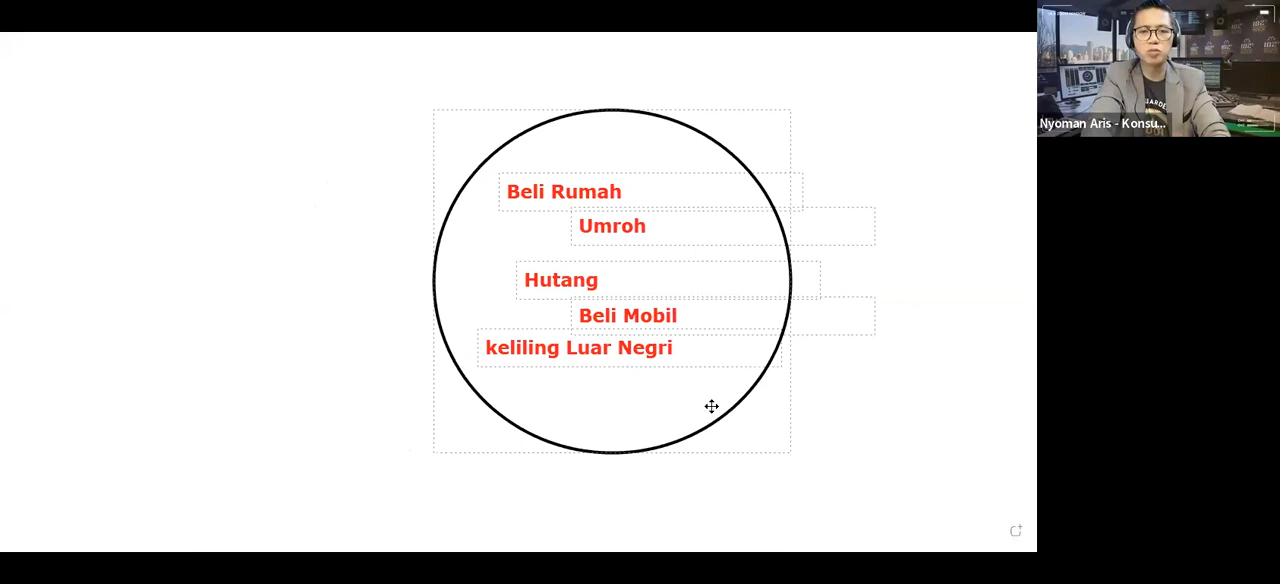 Beli Rumah
Umroh
Hutang
Beli Mobil
keliling Luar Negri
Nyoman Aris - Konsu...